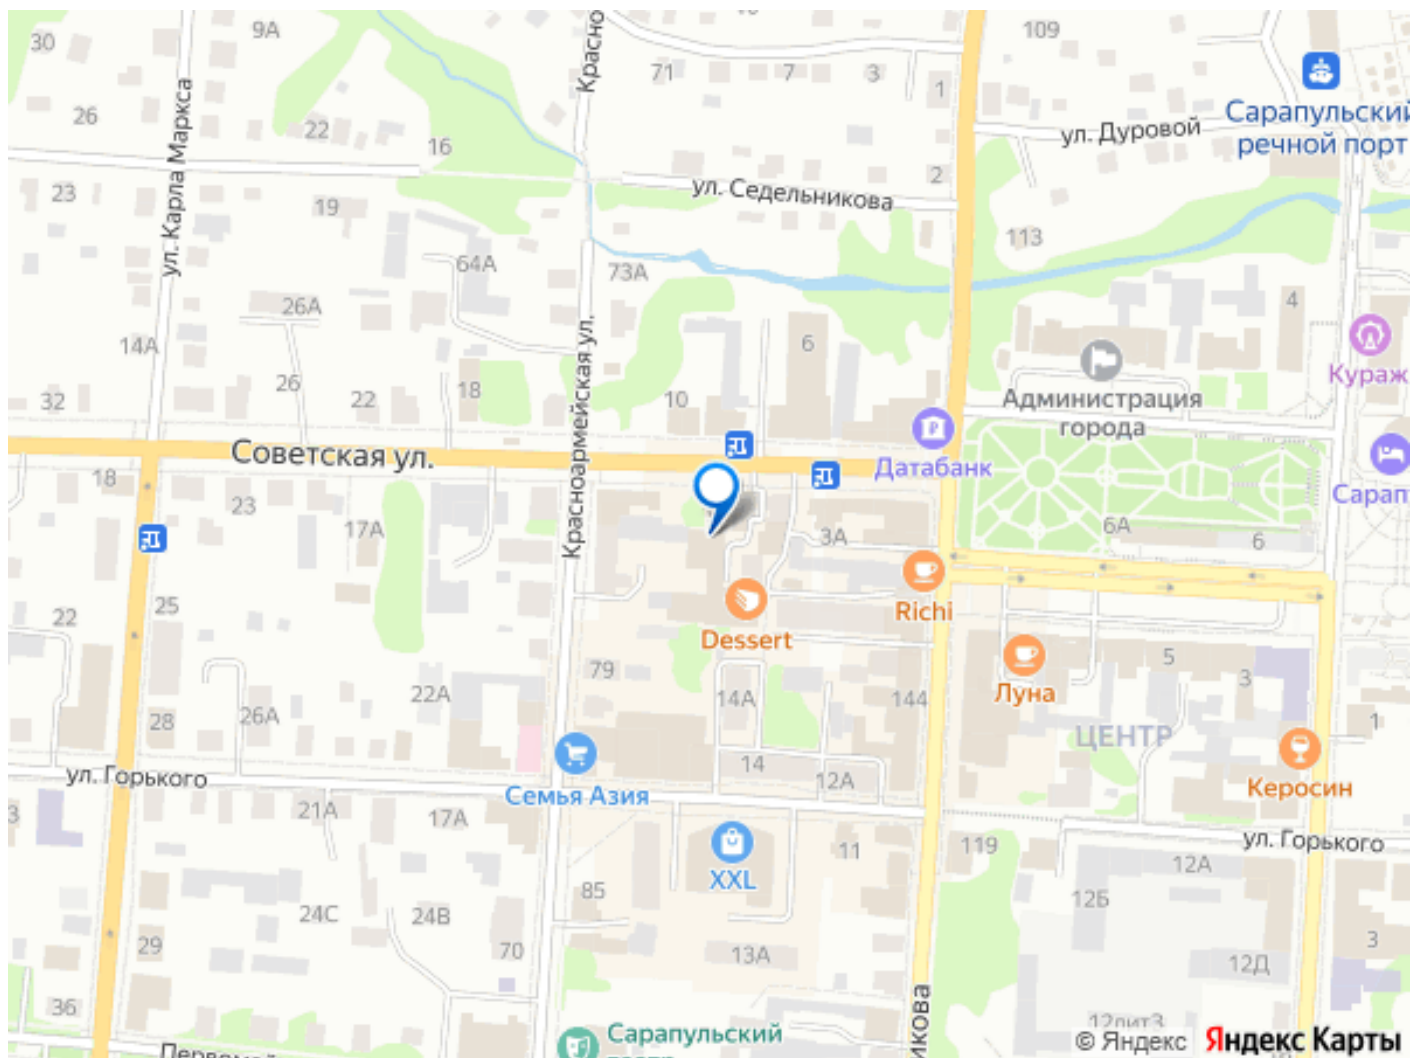 30
9А
Красно
109
71
7
3
1
26
22
16
ул. Дуровой
Сарапульский
речной порт
ул. Карла Маркса
23
19
ул. Седельникова
2
113
64А
73А
26А
4
14А
Красноармейская ул.
6
Кураж
32
26
22
18
10
Администрация
города
Советская ул.
Датабанк
18
23
17А
3А
6А
6
Сарап
25
22
Richi
Dessert
79
22А
26А
28
14А
144
Луна
5
3
1
ЦЕНТР
ул. Горького
Семья Азия
14
12А
Керосин
3
21А
17А
XXL
11
119
ул. Горького
12А
85
12Б
24С
24В
29
70
13А
12Д
3
36
Сарапульский
12лит3
икова
© Яндекс Яндекс Карты